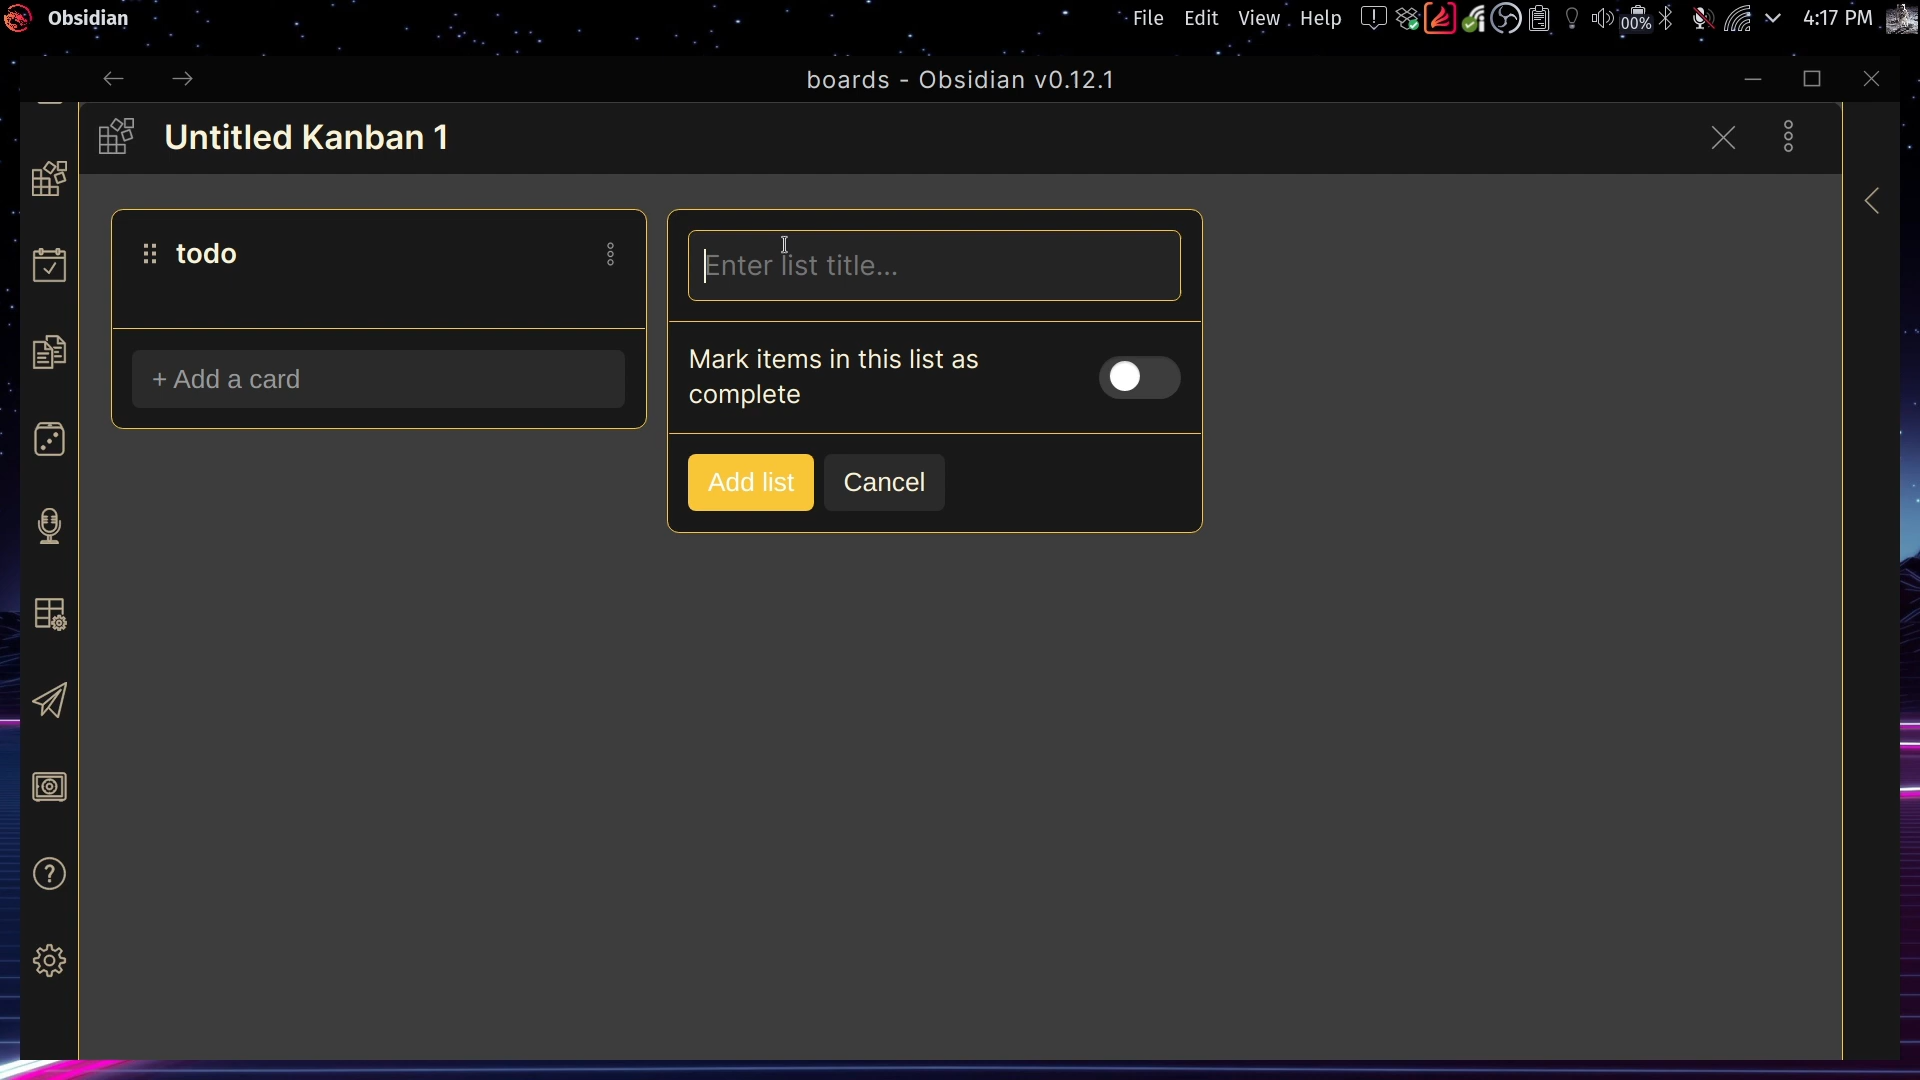 Obsidian
File Edit View Help 00% 4:17 PM
boards - Obsidian v0.12.1
Untitled Kanban 1
todo
+ Add a card
Enter list title...
Mark items in this list as
complete
Add list
Cancel